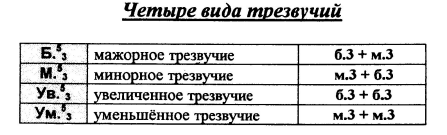 Четыре вида трезвучий
Б.⁵₃ мажорное трезвучие б.3 + м.3
М.⁵₃ минорное трезвучие м.3 + б.3
Ув.⁵₃ увеличенное трезвучие б.3 + б.3
Ум.⁵₃ уменьшённое трезвучие м.3 + м.3